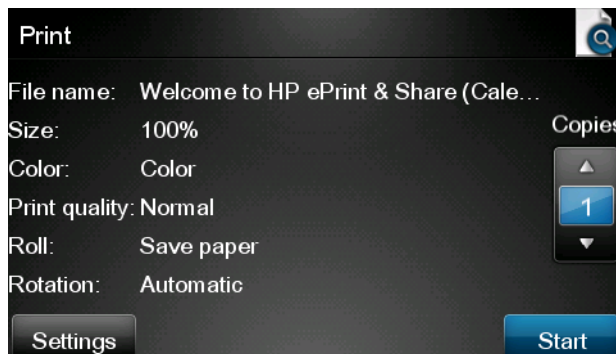 Print
File name: Welcome to HP ePrint & Share (Cale...
Size: 100%
Copies
Color: Color
Print quality: Normal
1
Roll: Save paper
Rotation: Automatic
Settings
Start